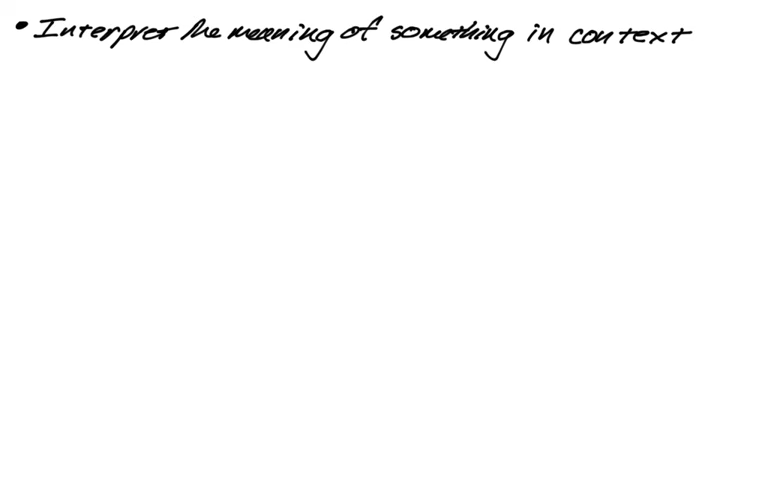 • Interpret the meaning of something in context